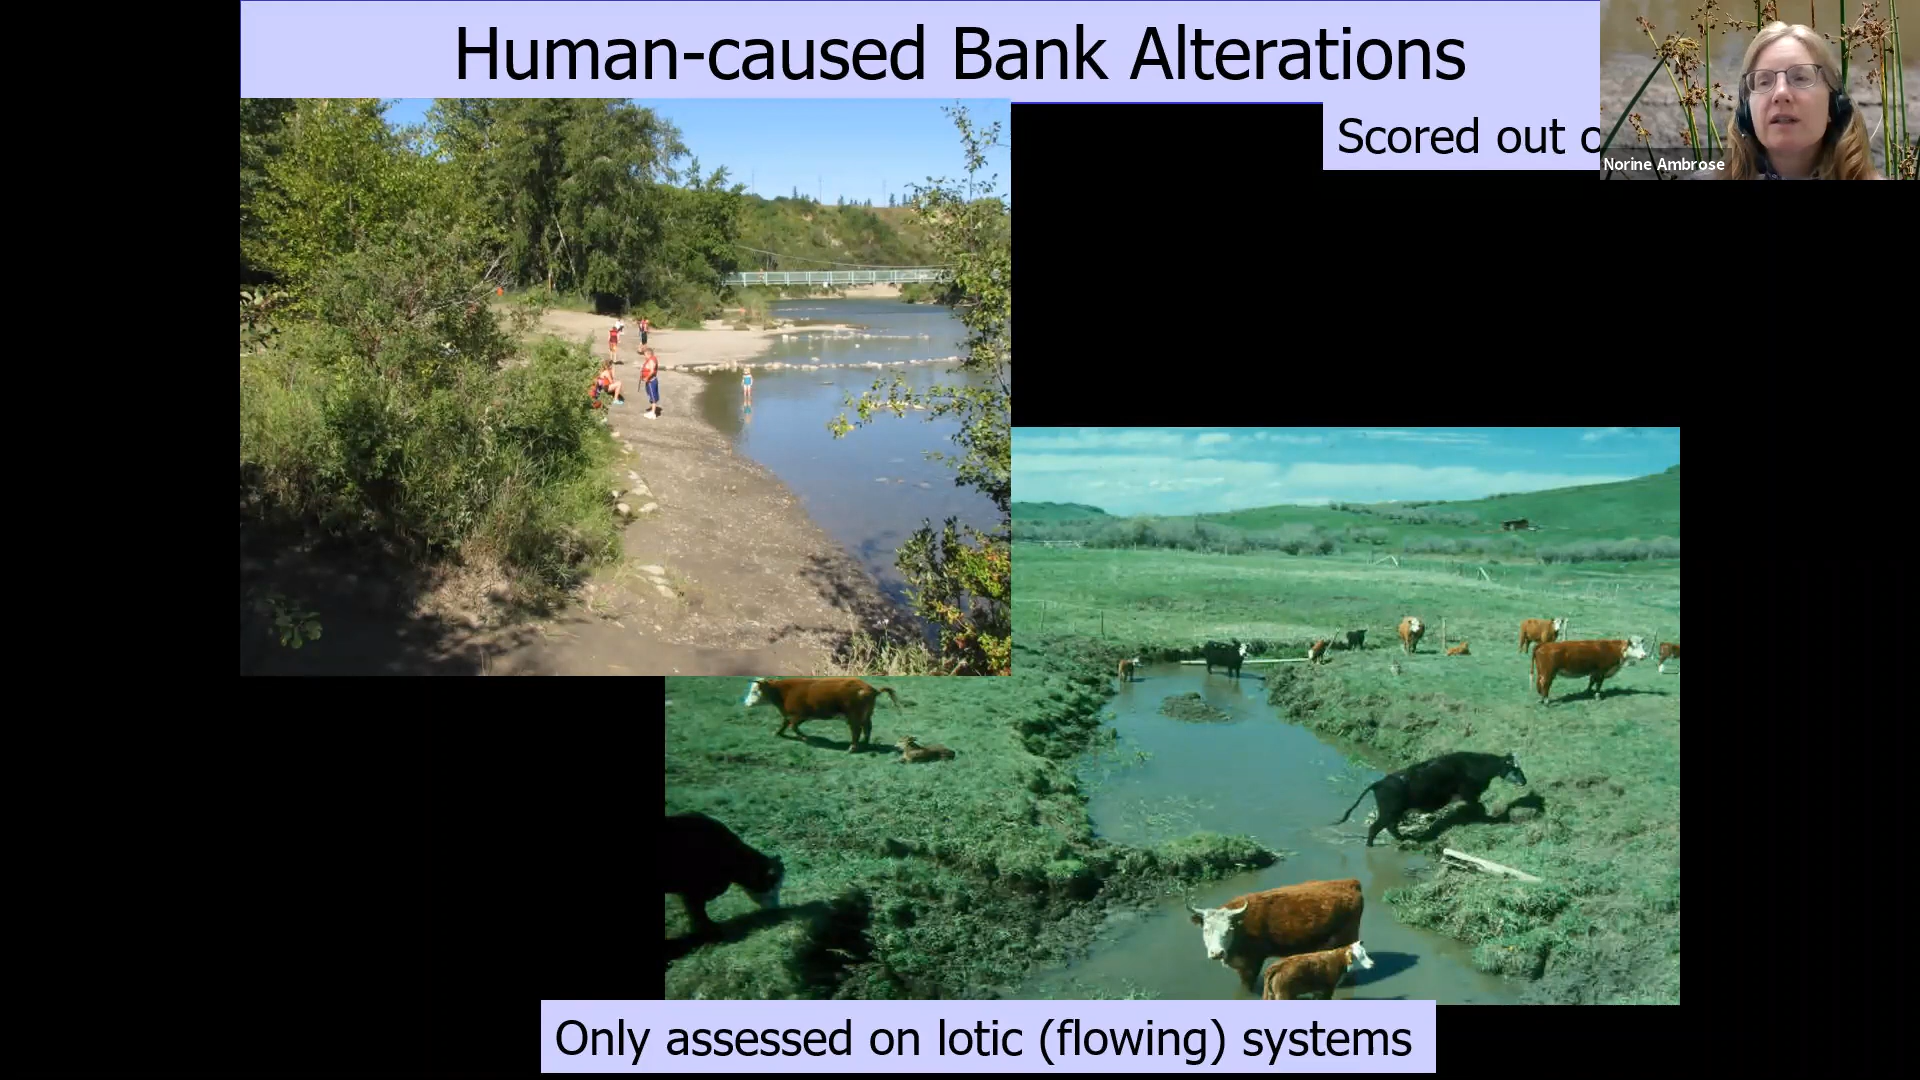 Human-caused Bank Alterations
Scored out
Norine Ambrose
Only assessed on lotic (flowing) systems